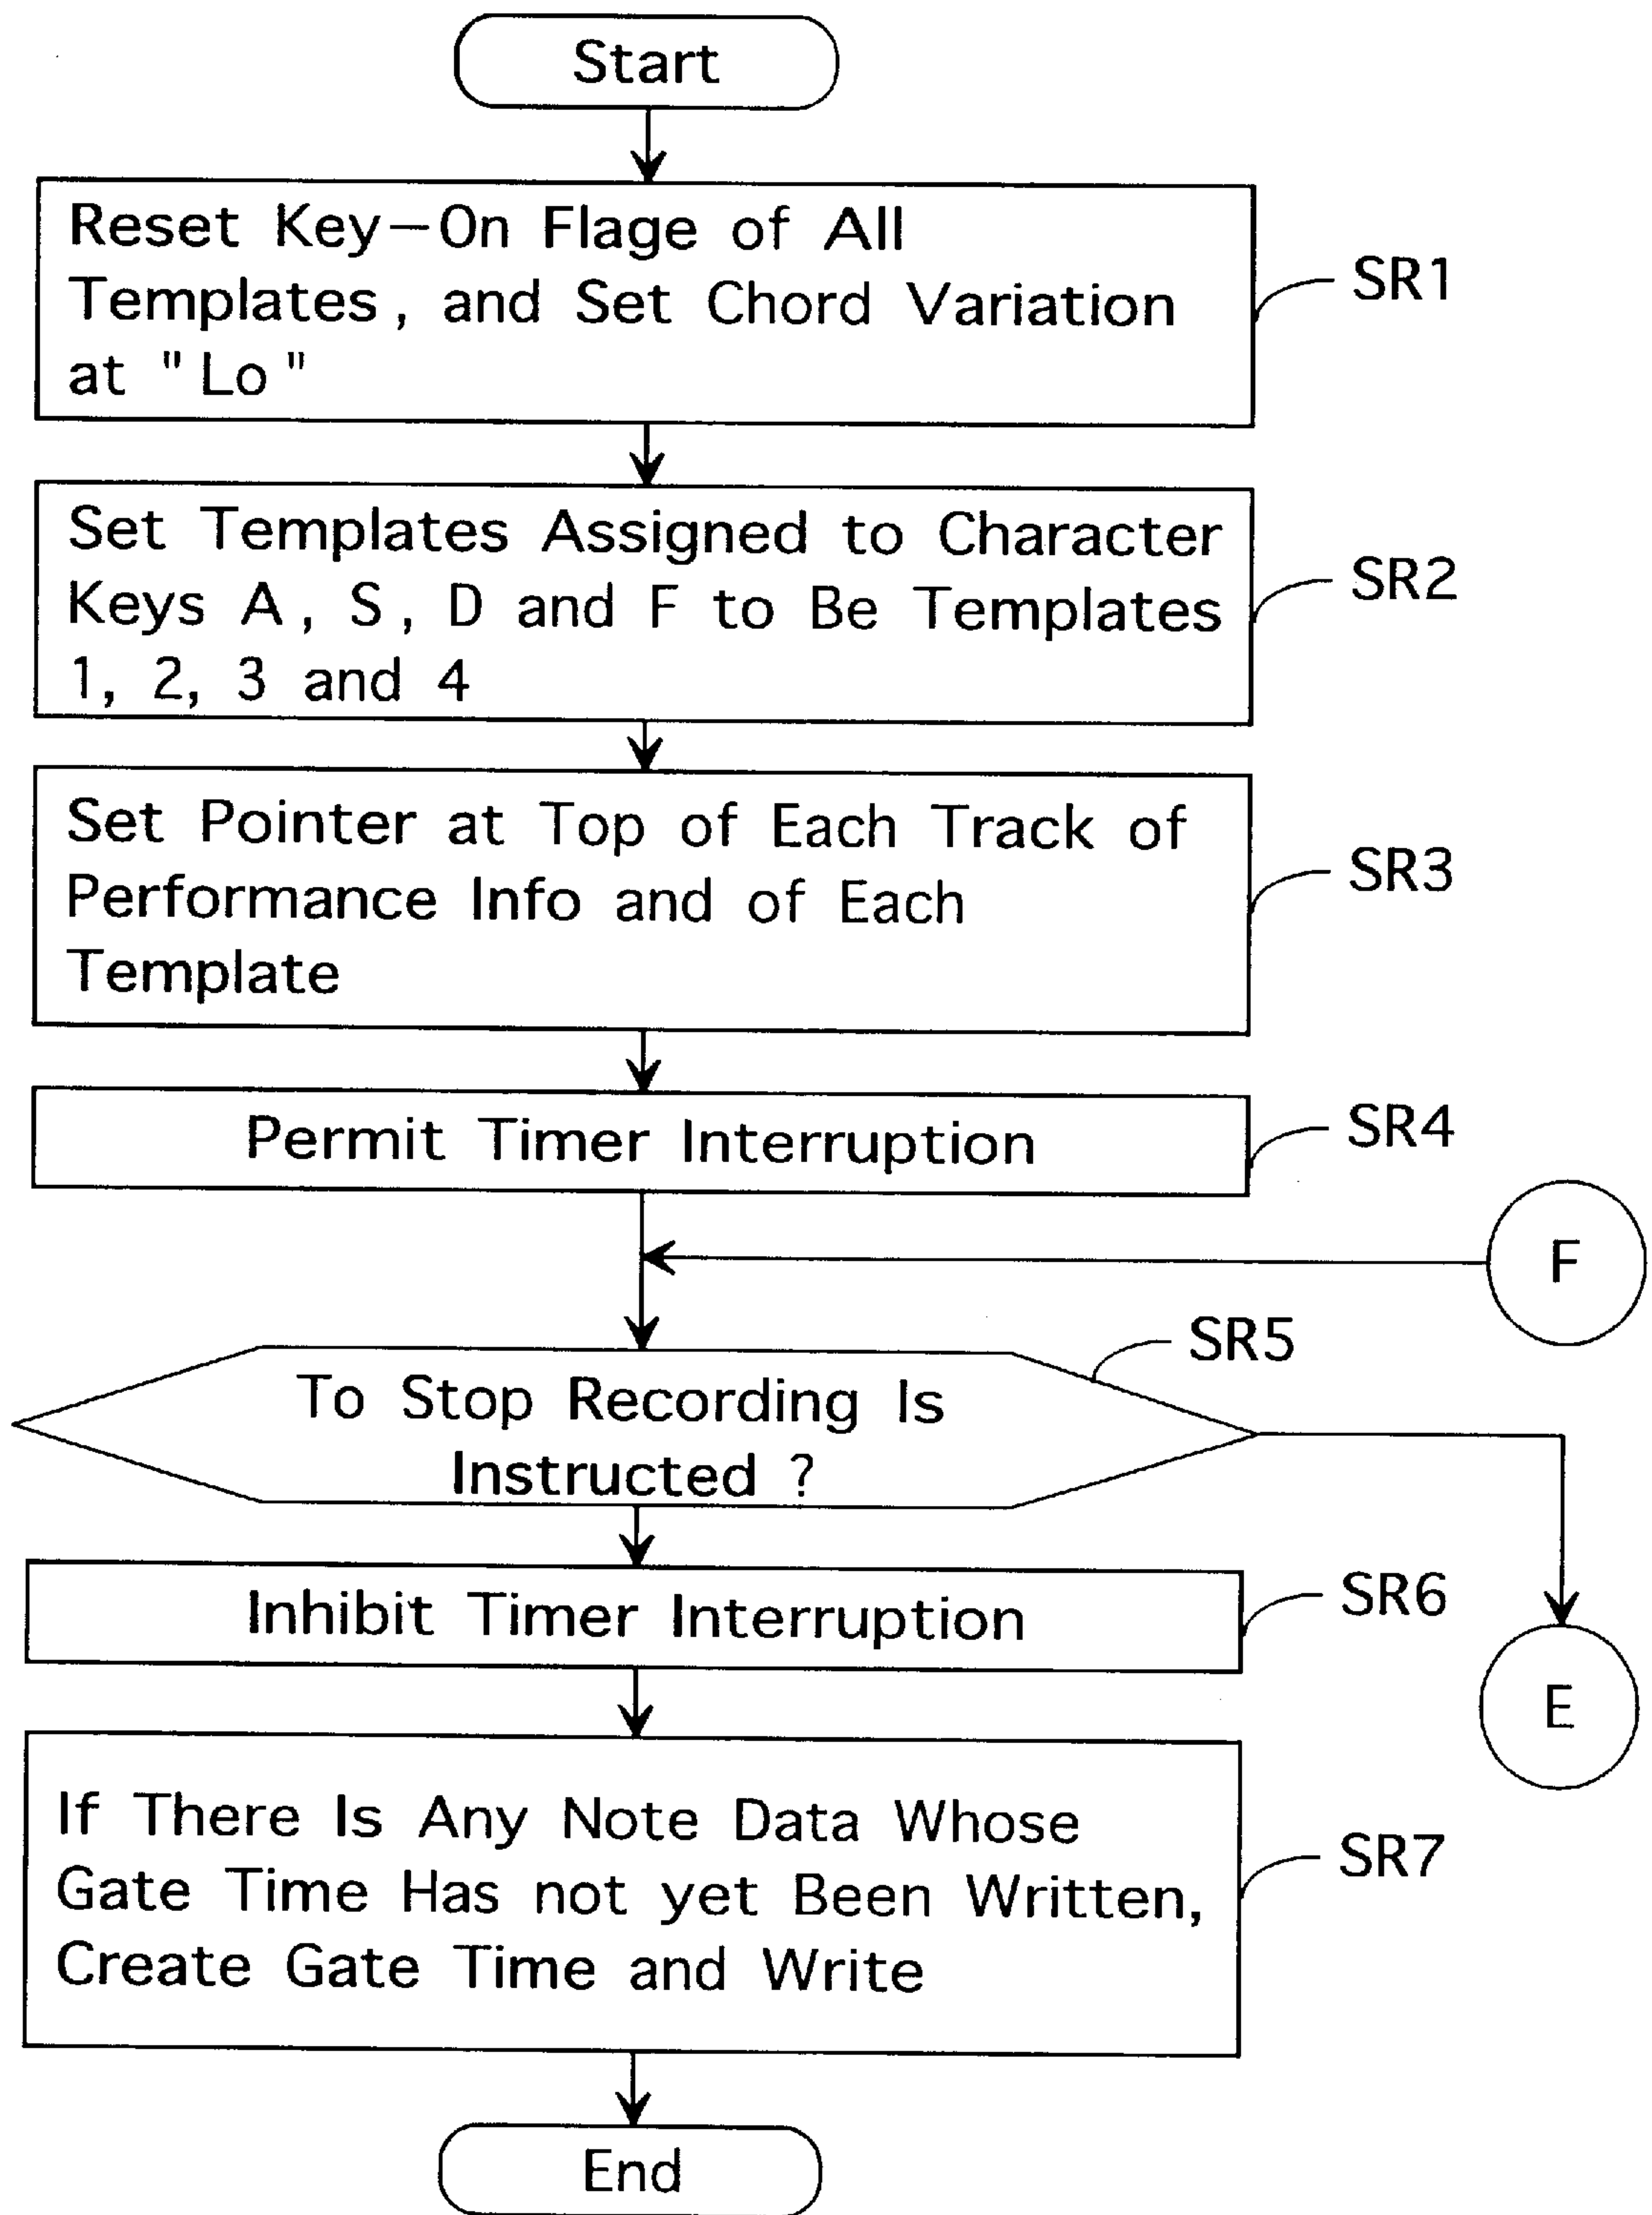 Start
Reset Key-On Flage of All
Templates, and Set Chord Variation
at "Lo"
SR1
Set Templates Assigned to Character
Keys A, S, D and F to Be Templates
1, 2, 3 and 4
SR2
Set Pointer at Top of Each Track of
Performance Info and of Each
Template
SR3
Permit Timer Interruption
SR4
F
SR5
To Stop Recording Is
Instructed ?
Inhibit Timer Interruption
SR6
E
If There Is Any Note Data Whose
Gate Time Has not yet Been Written,
Create Gate Time and Write
SR7
End